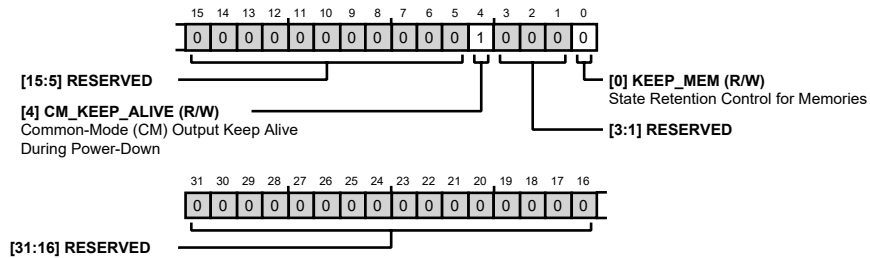 15 14 13 12 11 10 9 8 7 6 5 4 3 2 1 0
0 0 0 0 0 0 0 0 0 0 0 1 0 0 0 0
[15:5] RESERVED
[0] KEEP_MEM (R/W)
State Retention Control for Memories
[4] CM_KEEP_ALIVE (R/W)
Common-Mode (CM) Output Keep Alive
During Power-Down
[3:1] RESERVED
31 30 29 28 27 26 25 24 23 22 21 20 19 18 17 16
0 0 0 0 0 0 0 0 0 0 0 0 0 0 0 0
[31:16] RESERVED